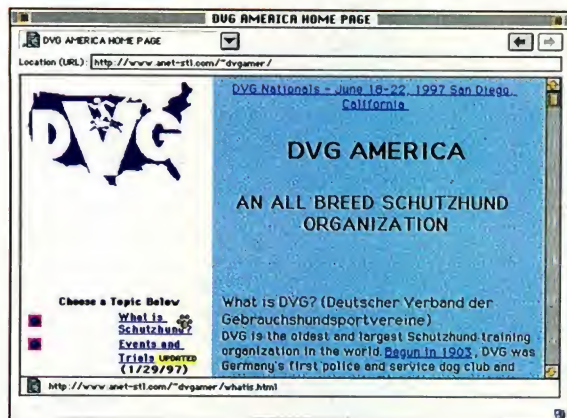 DVG AMERICA HOME PAGE
DVG AMERICA HOME PAGE
Location (URL): http://www.anet-stl.com/~dvgamer/
DVG
Choose a Topic Below
What is
Schutzhund?
Events and
Trials UPDATED
(1/29/97)
DVG Nationals - June 18-22, 1997 San Diego,
California
DVG AMERICA
AN ALL BREED SCHUTZHUND
ORGANIZATION
What is DVG? (Deutscher Verband der
Gebrauchshundsportvereine)
DVG is the oldest and largest Schutzhund training
organization in the world. Begun in 1903, DVG was
Germany's first police and service dog club and
http://www.anet-stl.com/~dvgamer/whatis.html